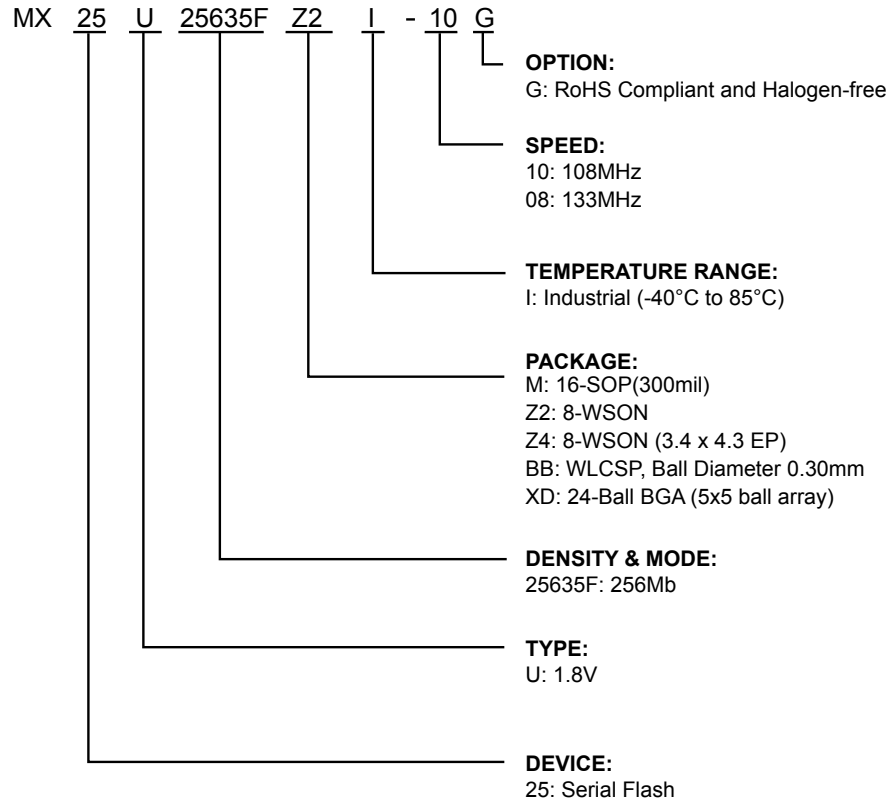 MX 25 U 25635F Z2 I - 10 G
OPTION:
G: RoHS Compliant and Halogen-free
SPEED:
10: 108MHz
08: 133MHz
TEMPERATURE RANGE:
I: Industrial (-40°C to 85°C)
PACKAGE:
M: 16-SOP(300mil)
Z2: 8-WSON
Z4: 8-WSON (3.4 x 4.3 EP)
BB: WLCSP, Ball Diameter 0.30mm
XD: 24-Ball BGA (5x5 ball array)
DENSITY & MODE:
25635F: 256Mb
TYPE:
U: 1.8V
DEVICE:
25: Serial Flash